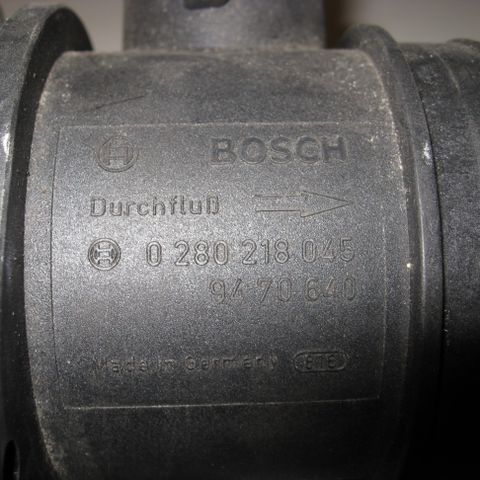 BOSCH
Durchfluß
0 280 218 045
94 70 640
Made in Germany